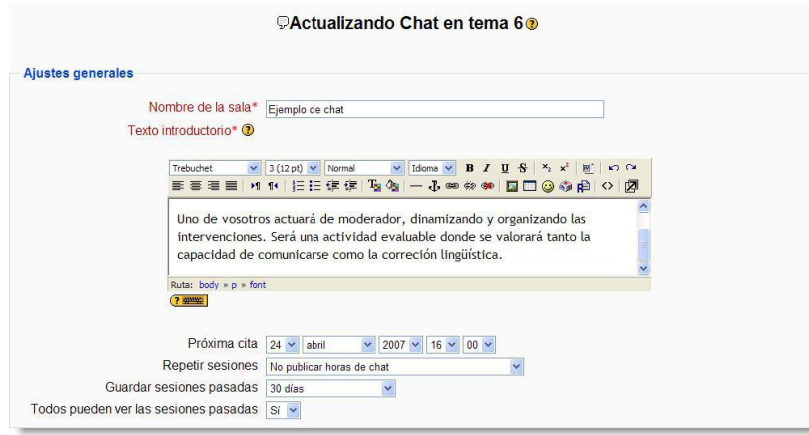 Actualizando Chat en tema 6
Ajustes generales
Nombre de la sala* Ejemplo de chat
Texto introductorio*
Trebuchet 3 (12 pt) Normal Idioma B I U S x₂ x²
Uno de vosotros actuará de moderador, dinamizando y organizando las
intervenciones. Será una actividad evaluable donde se valorará tanto la
capacidad de comunicarse como la correción lingüística.
Ruta: body » p » font
Próxima cita 24 abril 2007 16 00
Repetir sesiones No publicar horas de chat
Guardar sesiones pasadas 30 días
Todos pueden ver las sesiones pasadas Sí